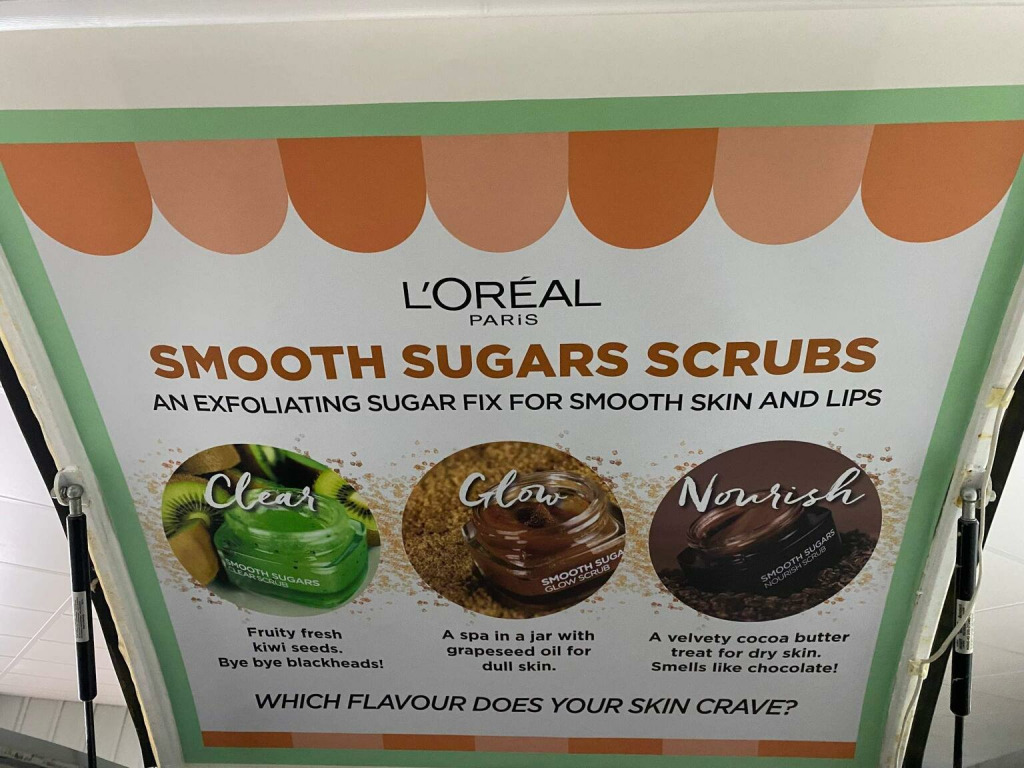 L'ORÉAL
PARIS
SMOOTH SUGARS SCRUBS
AN EXFOLIATING SUGAR FIX FOR SMOOTH SKIN AND LIPS
Clear
SMOOTH SUGARS
CLEAR SCRUB
Glow
SMOOTH SUGA
GLOW SCRUB
Nourish
SMOOTH SUGARS
NOURISH SCRUB
Fruity fresh
kiwi seeds.
Bye bye blackheads!
A spa in a jar with
grapeseed oil for
dull skin.
A velvety cocoa butter
treat for dry skin.
Smells like chocolate!
WHICH FLAVOUR DOES YOUR SKIN CRAVE?